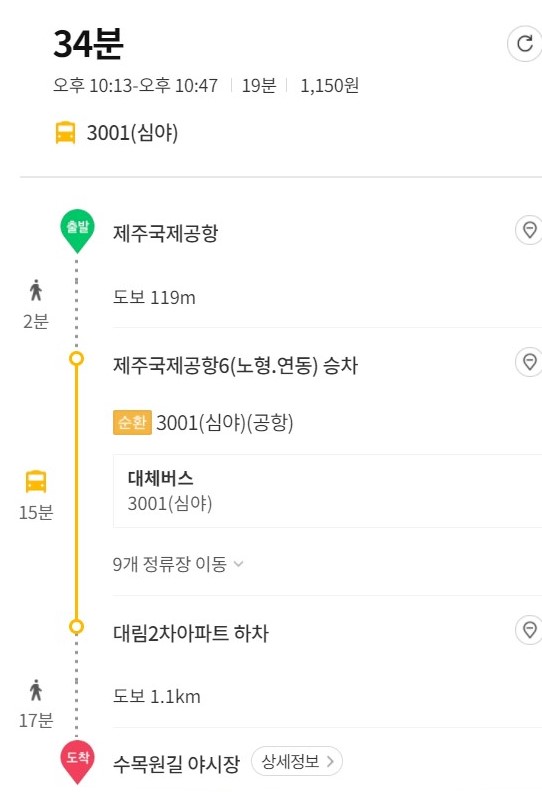 34분
오후 10:13-오후 10:47 19분 1,150원
3001(심야)
출발 제주국제공항
도보 119m
2분
제주국제공항6(노형.연동) 승차
순환 3001(심야)(공항)
대체버스
3001(심야)
15분
9개 정류장 이동
대림2차아파트 하차
도보 1.1km
17분
도착 수목원길 야시장 상세정보